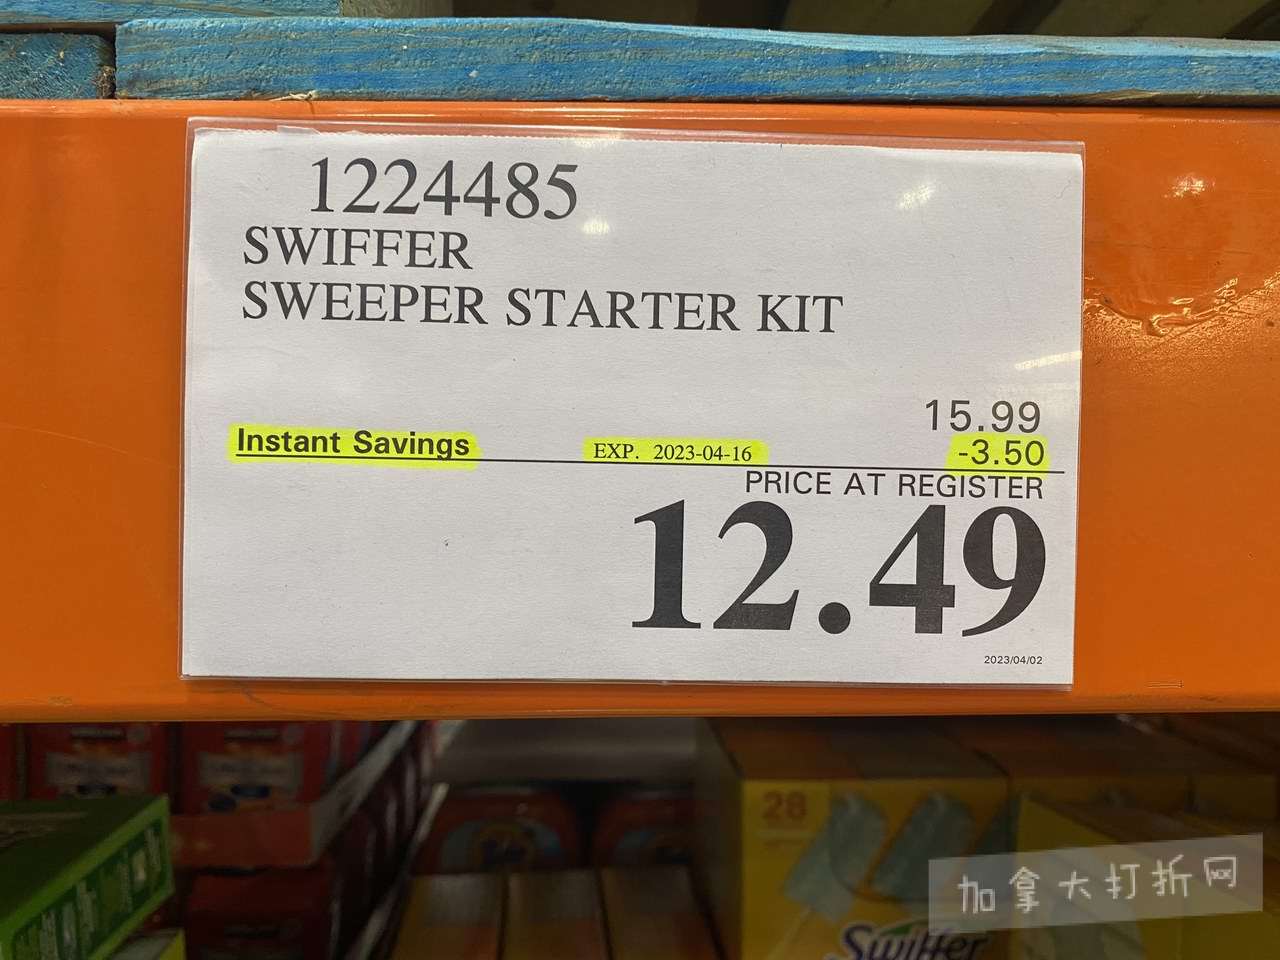 1224485
SWIFFER
SWEEPER STARTER KIT
15.99
Instant Savings EXP. 2023-04-16 -3.50
PRICE AT REGISTER
12.49
2023/04/02
28
Swiffer
加拿大打折网